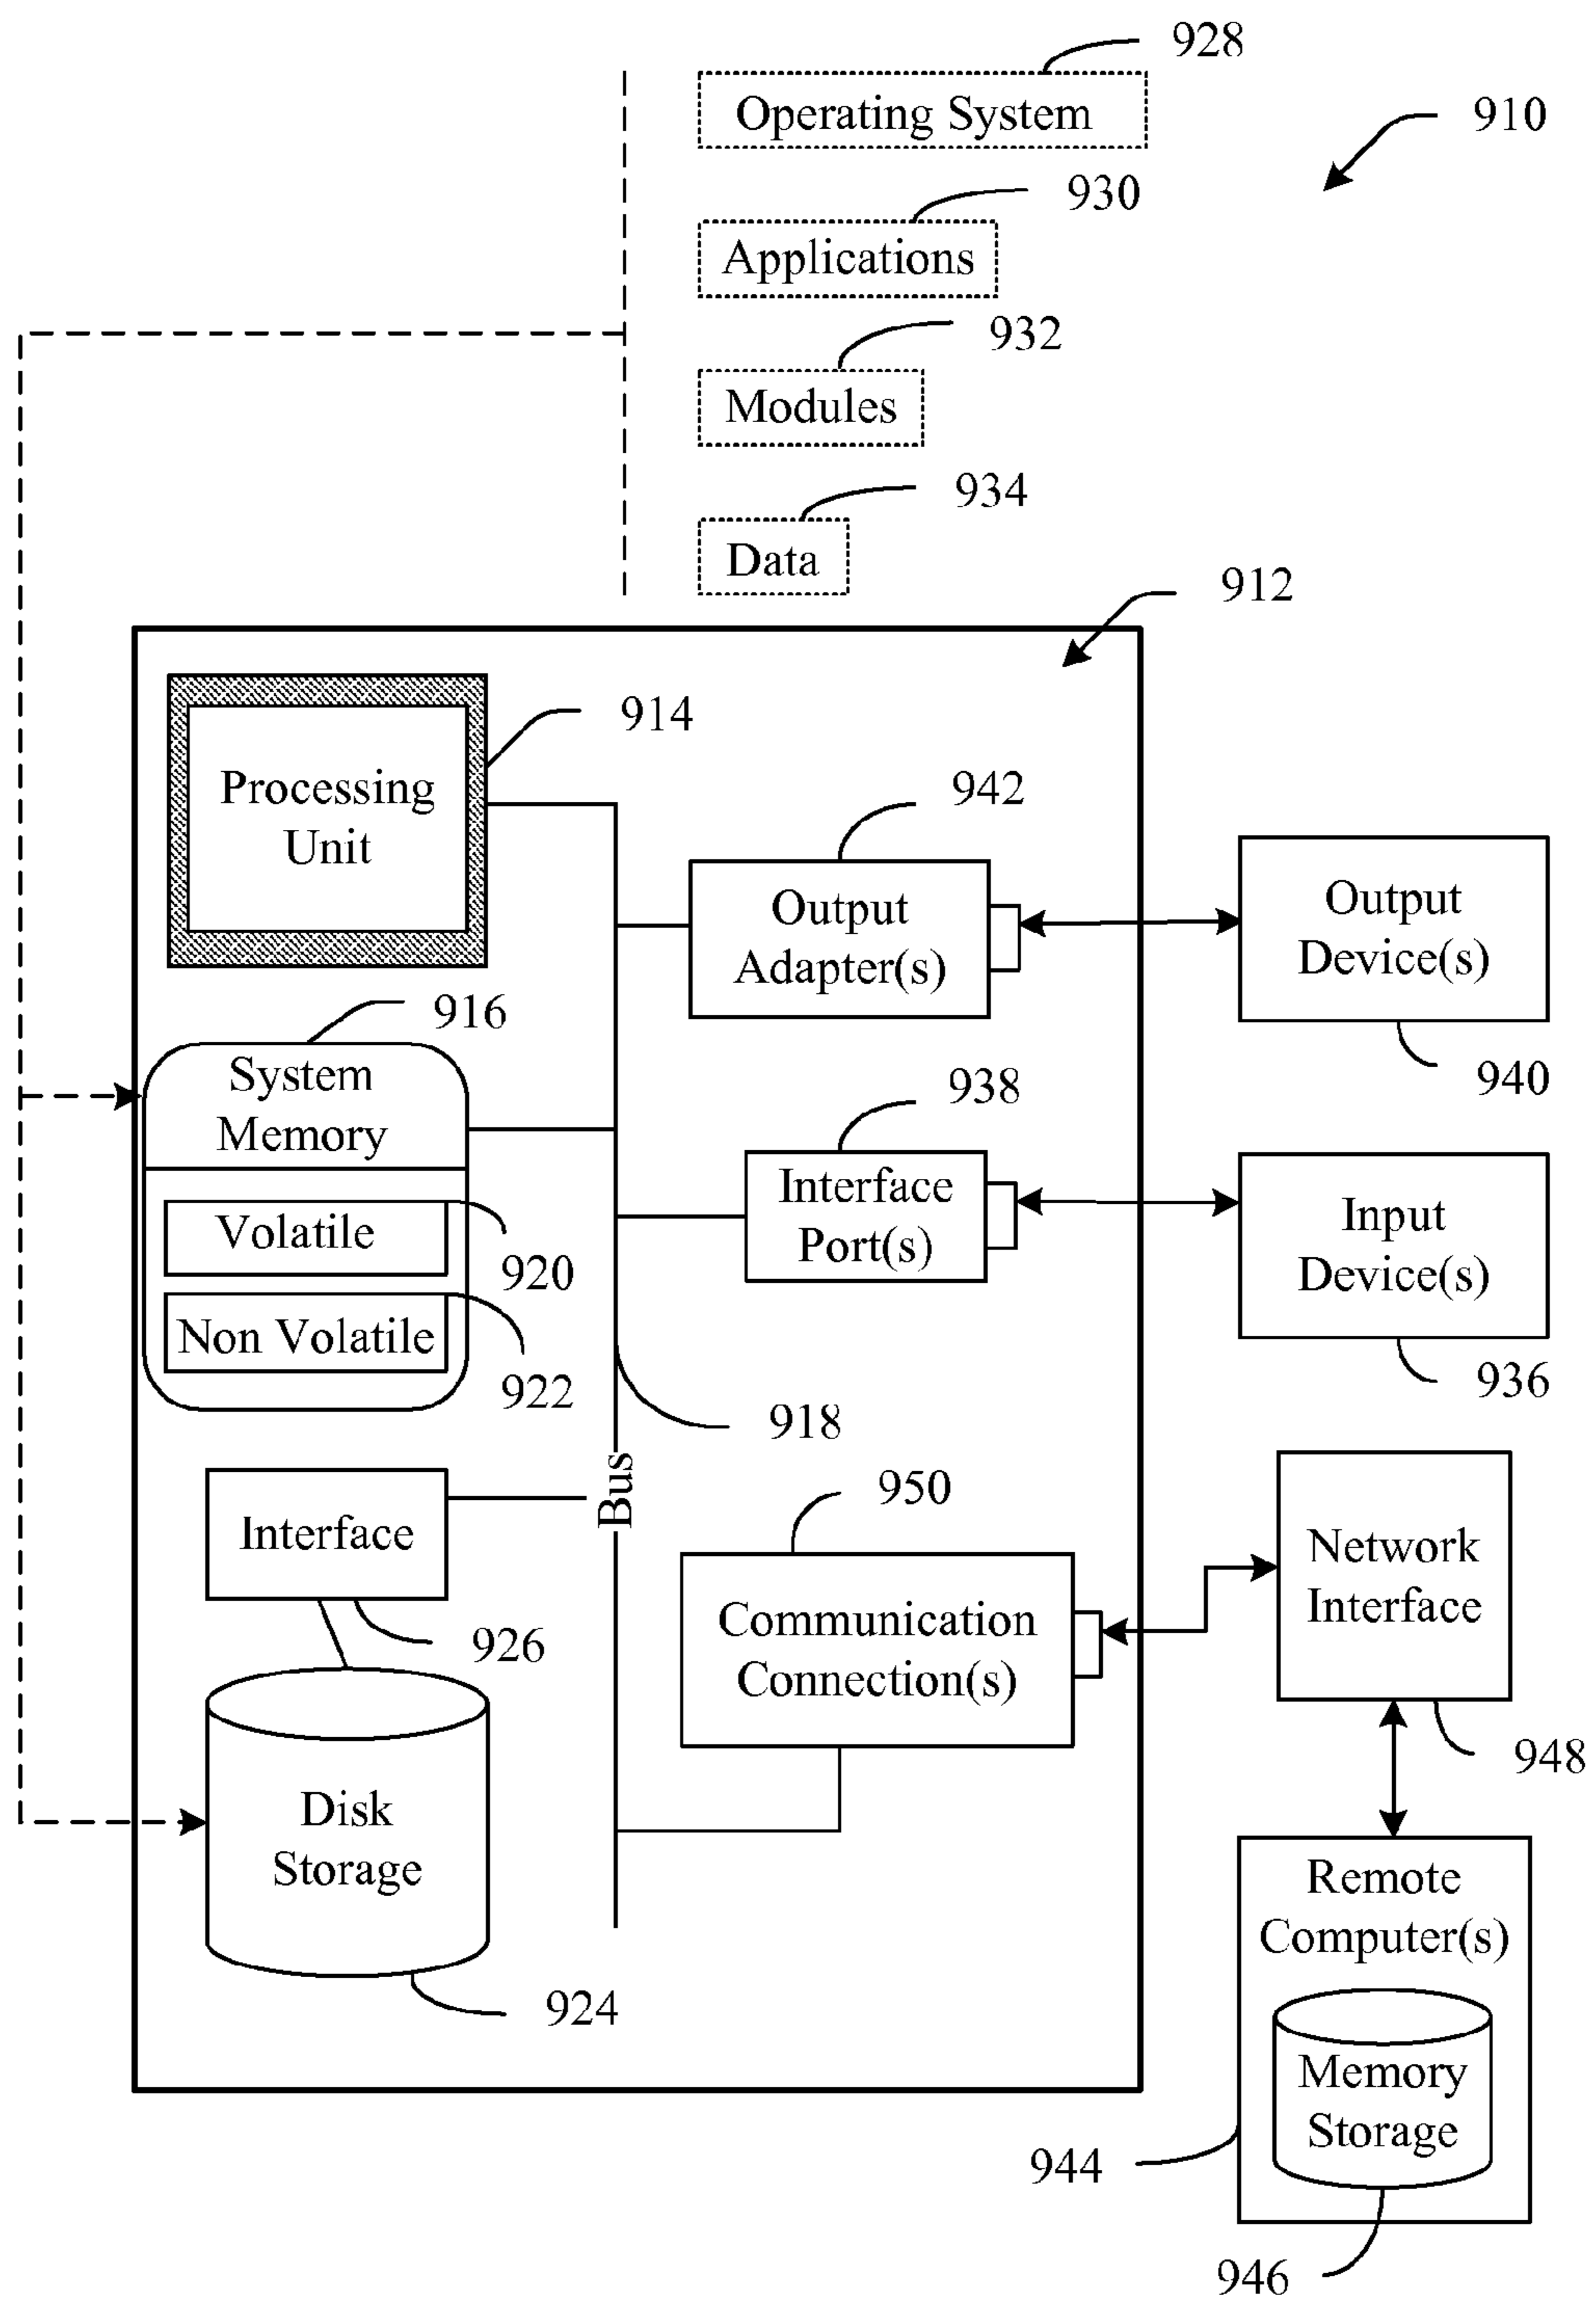 928
Operating System
910
930
Applications
932
Modules
934
Data
912
914
Processing
Unit
942
Output
Adapter(s)
Output
Device(s)
940
916
System
Memory
938
Interface
Port(s)
Input
Device(s)
936
Volatile
920
Non Volatile
922
918
Bus
Interface
926
950
Communication
Connection(s)
Network
Interface
948
Disk
Storage
924
Remote
Computer(s)
Memory
Storage
944
946